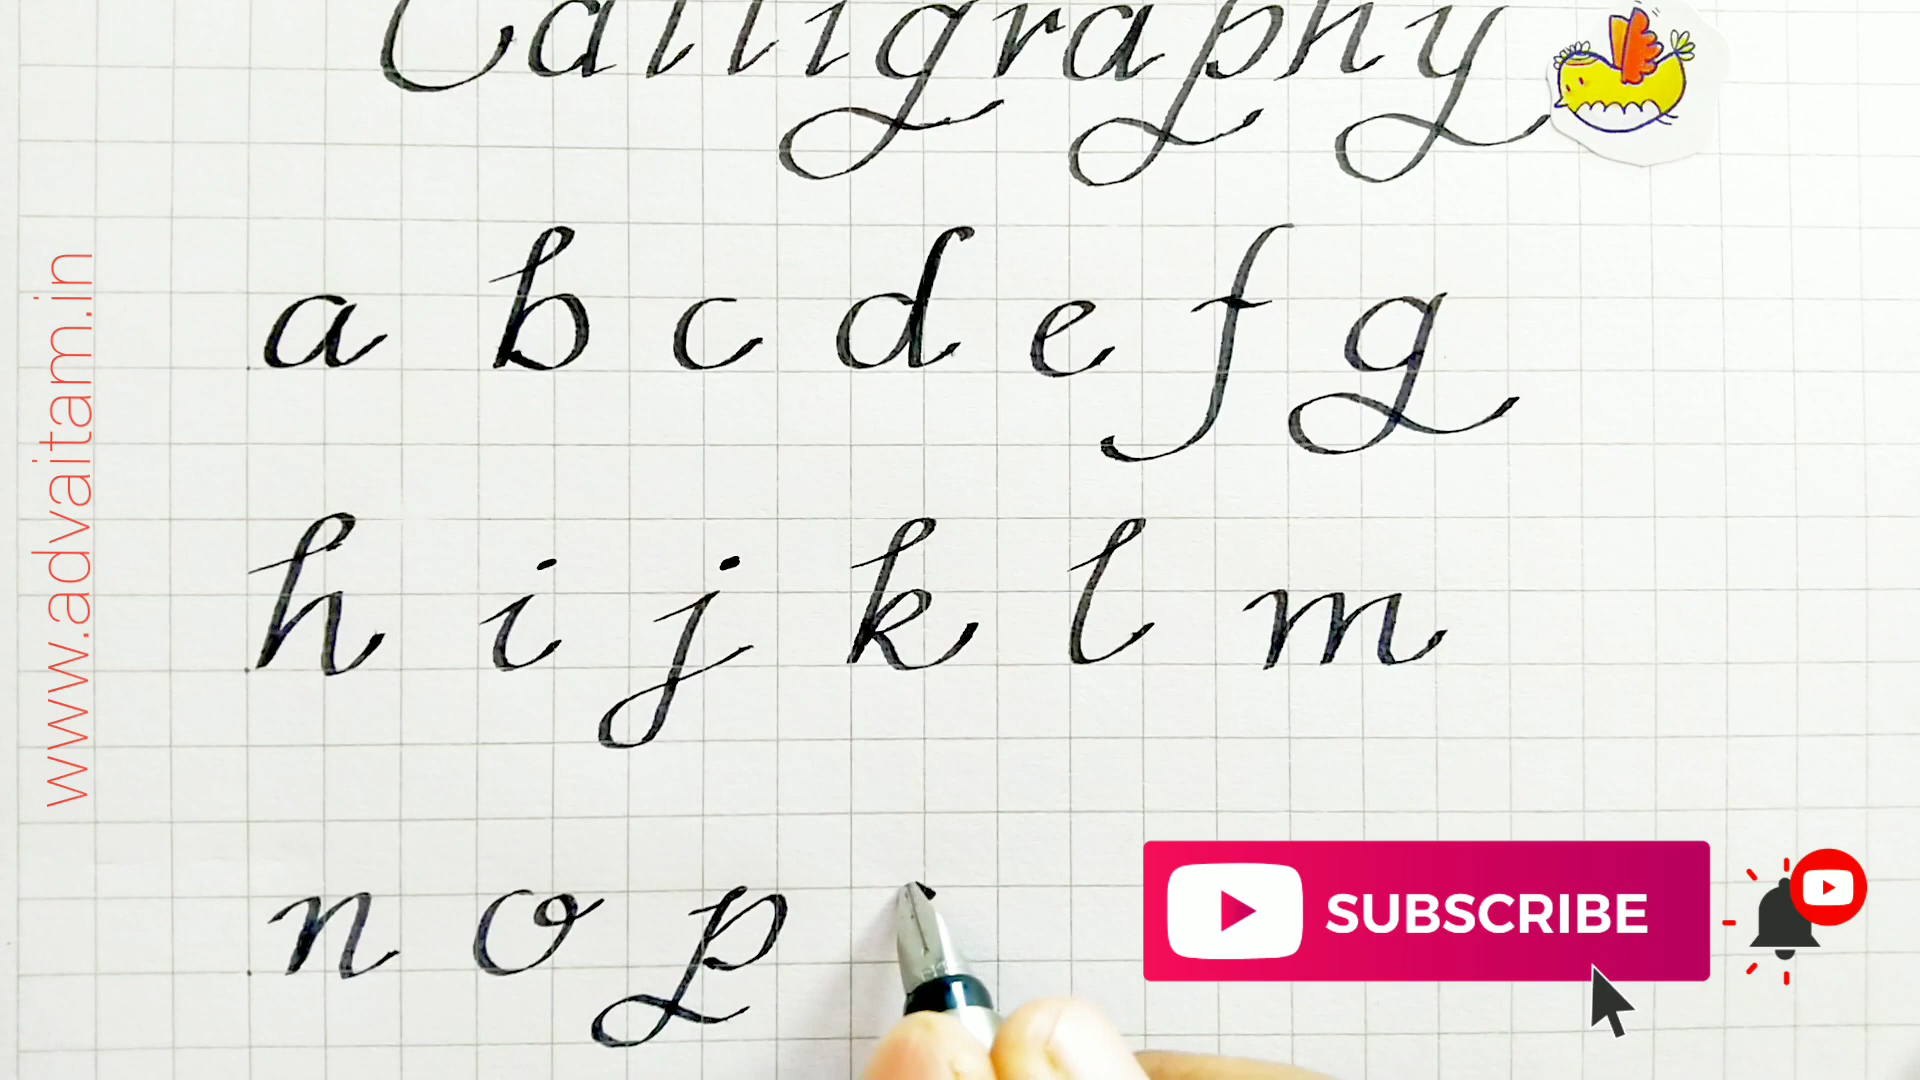 Calligraphy
a b c d e f g
h i j k l m
n o p
www.advaitam.in
SUBSCRIBE